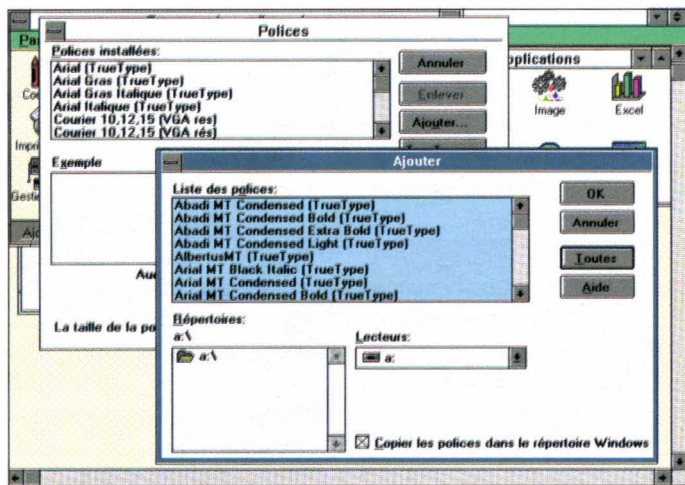 Polices
Polices installées:
Arial (TrueType)
Arial Gras (TrueType)
Arial Gras Italique (TrueType)
Arial Italique (TrueType)
Courier 10,12,15 (VGA rés)
Courier 10,12,15 (VGA res)
Annuler
Enlever
Ajouter...
Exemple
La taille de la po
Image
Excel
Ajouter
Liste des polices:
Abadi MT Condensed (TrueType)
Abadi MT Condensed Bold (TrueType)
Abadi MT Condensed Extra Bold (TrueType)
Abadi MT Condensed Light (TrueType)
AlbertusMT (TrueType)
Arial MT Black Italic (TrueType)
Arial MT Condensed (TrueType)
Arial MT Condensed Bold (TrueType)
OK
Annuler
Toutes
Aide
Répertoires:
a:\
a:\
Lecteurs:
a:
Copier les polices dans le répertoire Windows